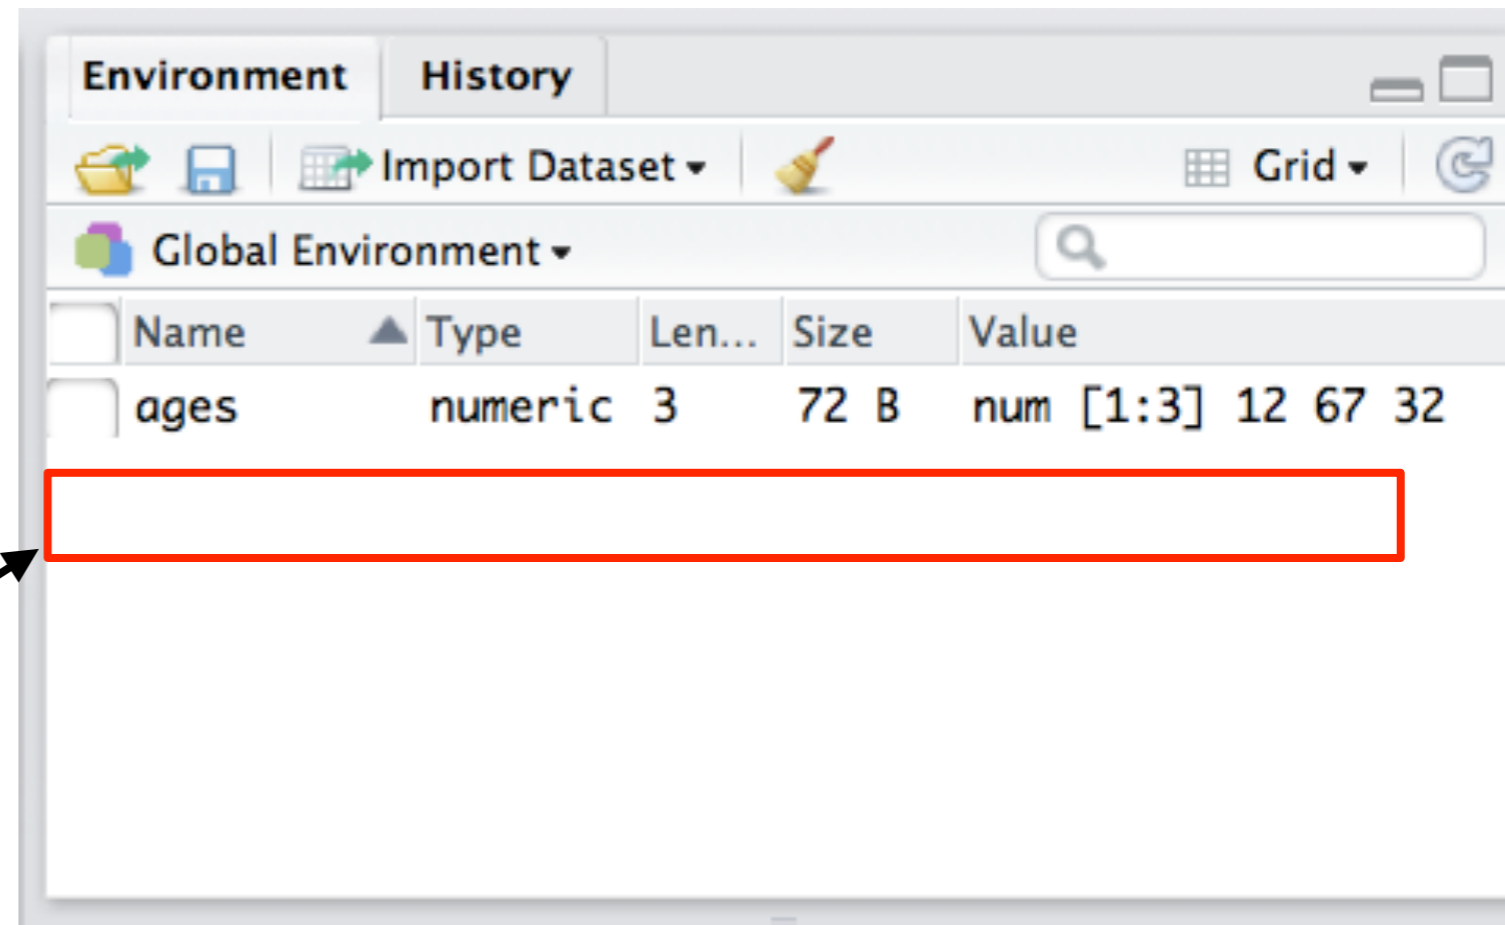 Environment History
Import Dataset Grid
Global Environment
Name Type Len... Size Value
ages numeric 3 72 B num [1:3] 12 67 32